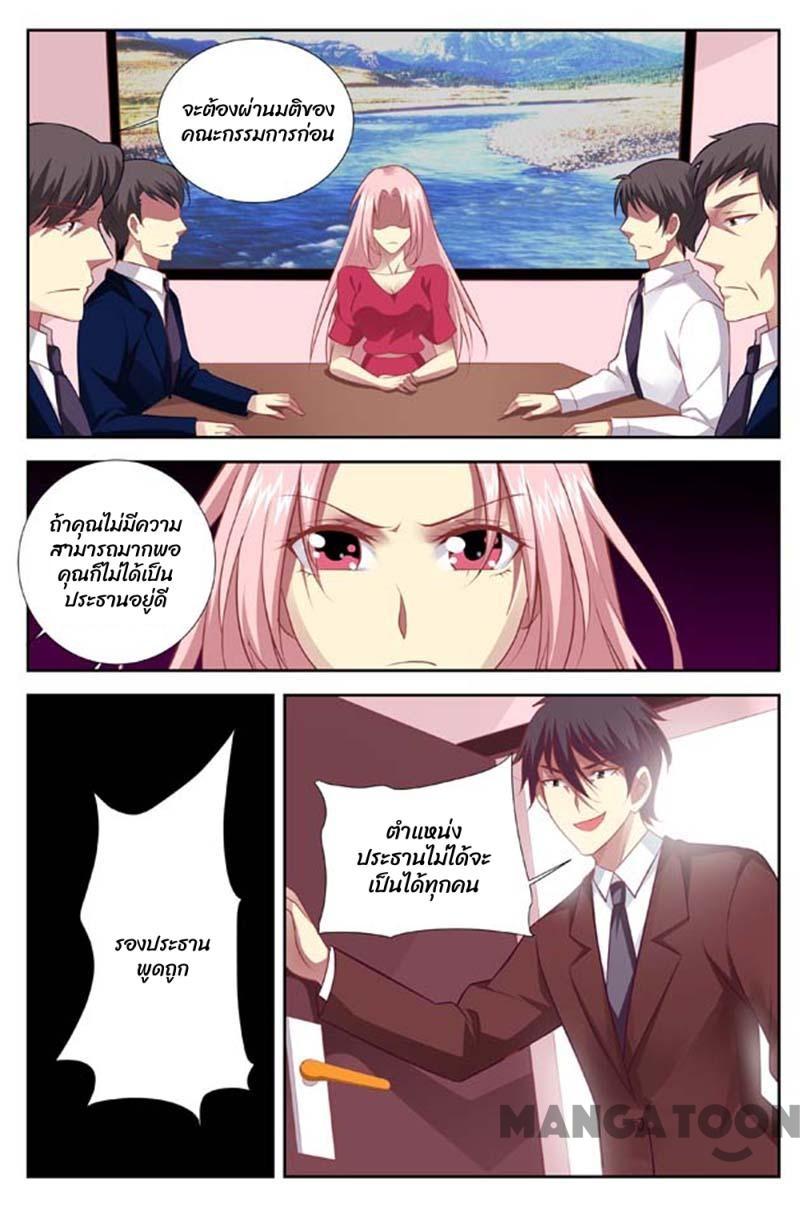 จะต้องผ่านมติของ
คณะกรรมการก่อน
ถ้าคุณไม่มีความ
สามารถมากพอ
คุณก็ไม่ได้เป็น
ประธานอยู่ดี
รองประธาน
พูดถูก
ตำแหน่ง
ประธานไม่ได้จะ
เป็นได้ทุกคน
MANGATOON